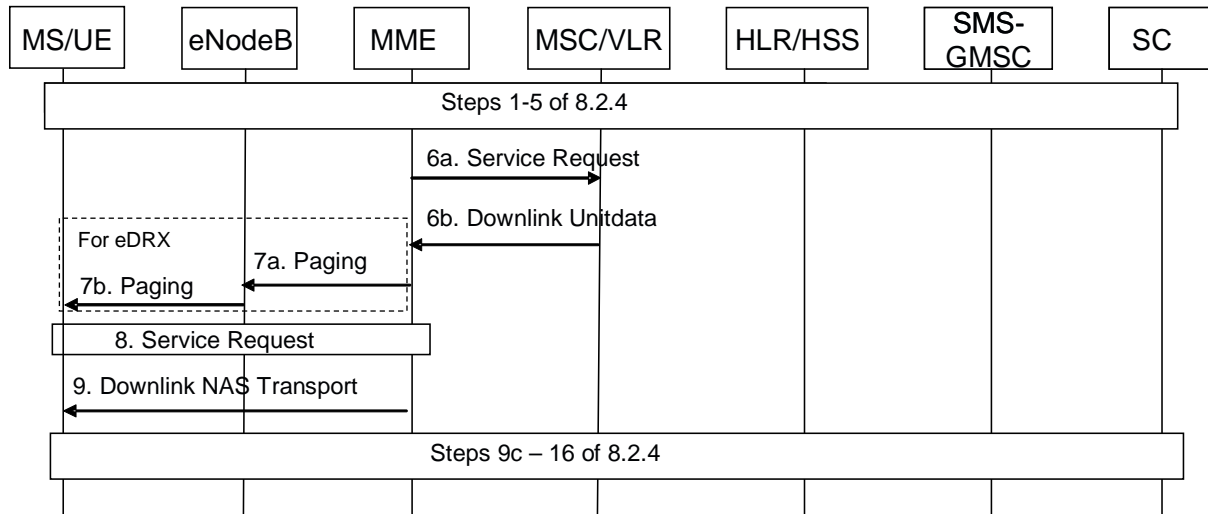 MS/UE
eNodeB
MME
MSC/VLR
HLR/HSS
SMS-
GMSC
SC
Steps 1-5 of 8.2.4
6a. Service Request
6b. Downlink Unitdata
For eDRX
7a. Paging
7b. Paging
8. Service Request
9. Downlink NAS Transport
Steps 9c – 16 of 8.2.4